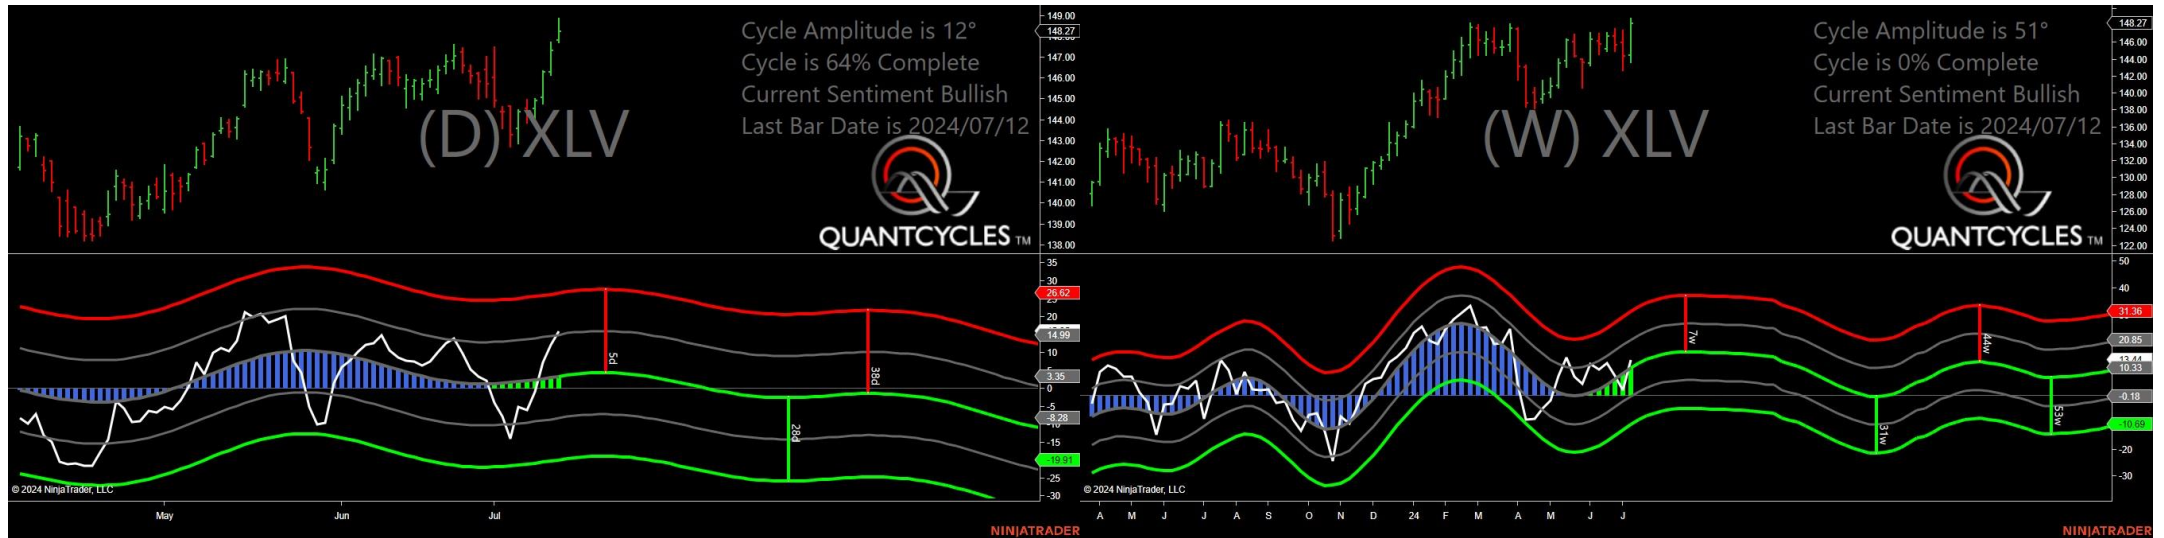 Cycle Amplitude is 12°
Cycle is 64% Complete
Current Sentiment Bullish
Last Bar Date is 2024/07/12
(D) XLV
QUANTCYCLES TM
149.00
148.27
147.00
146.00
145.00
144.00
143.00
142.00
141.00
140.00
139.00
138.00
35
30
26.62
20
14.99
10
3.35
0
-5
-8.28
-15
-19.91
-25
-30
5d
28d
38d
© 2024 NinjaTrader, LLC
May Jun Jul
NINJATRADER
Cycle Amplitude is 51°
Cycle is 0% Complete
Current Sentiment Bullish
Last Bar Date is 2024/07/12
(W) XLV
QUANTCYCLES TM
148.27
146.00
144.00
142.00
140.00
138.00
136.00
134.00
132.00
130.00
128.00
126.00
124.00
122.00
50
40
31.36
20.85
13.44
10.33
-0.18
-10.69
-20
-30
7w
31w
44w
53w
© 2024 NinjaTrader, LLC
A M J J A S O N D 24 F M A M J J
NINJATRADER